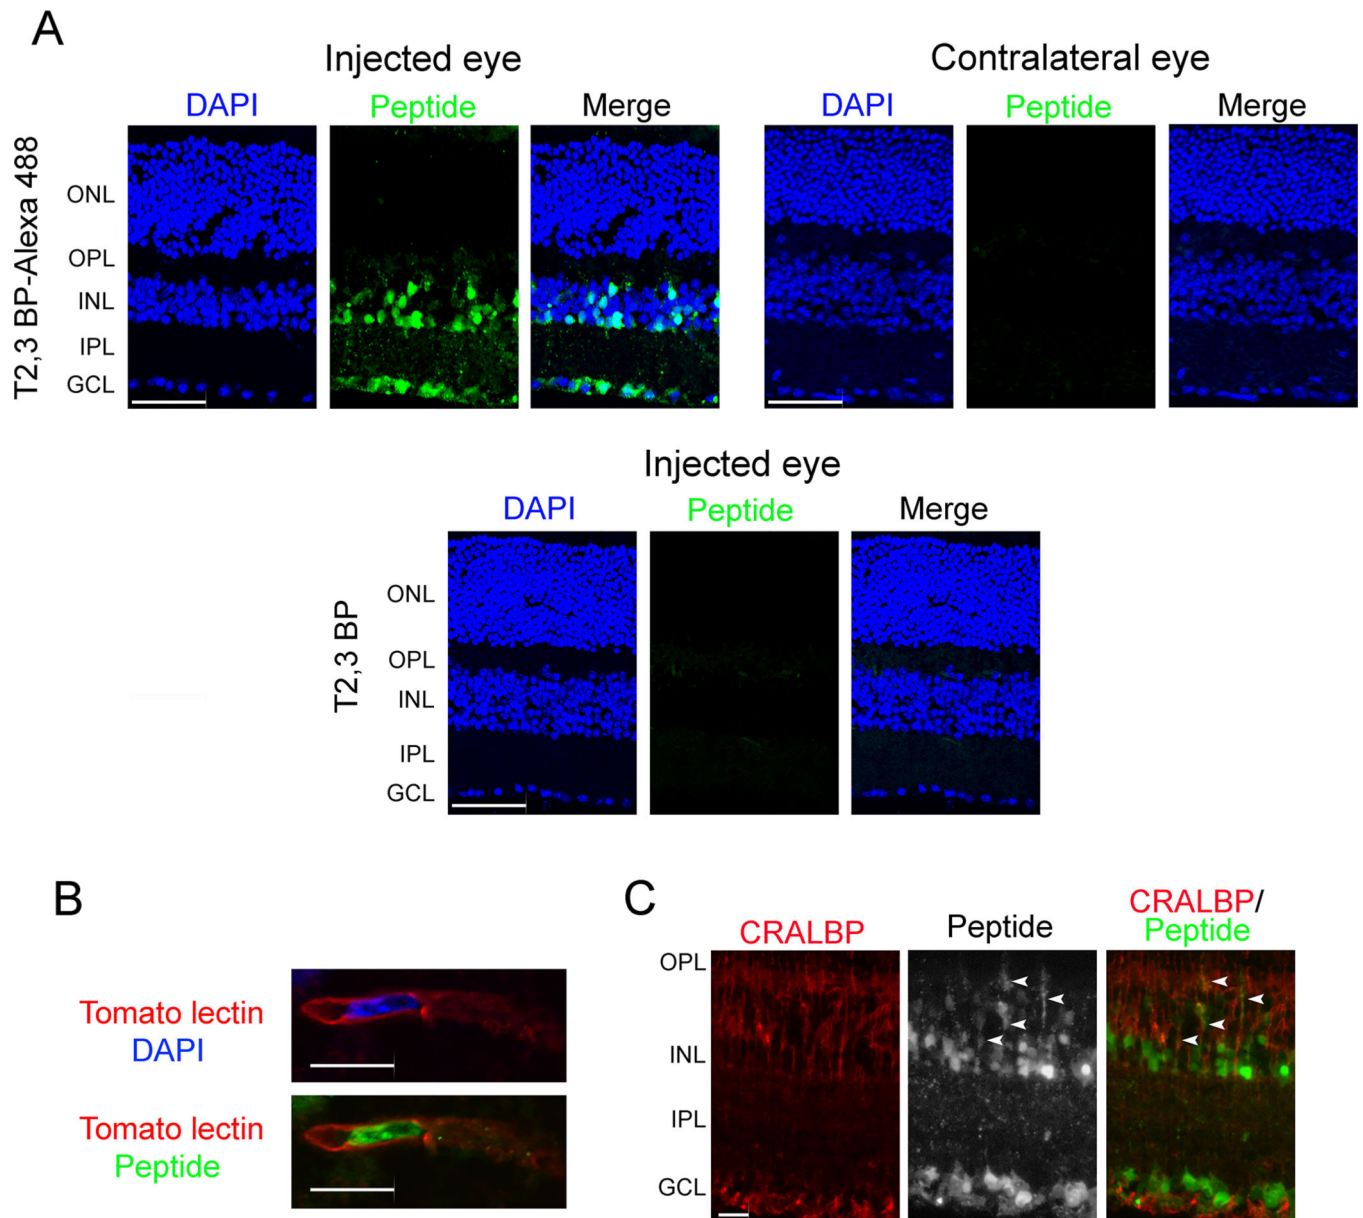 A
Injected eye
Contralateral eye
DAPI
Peptide
Merge
DAPI
Peptide
Merge
T2,3 BP-Alexa 488
ONL
OPL
INL
IPL
GCL
Injected eye
DAPI
Peptide
Merge
T2,3 BP
ONL
OPL
INL
IPL
GCL
B
Tomato lectin
DAPI
Tomato lectin
Peptide
C
CRALBP
Peptide
CRALBP/
Peptide
OPL
INL
IPL
GCL